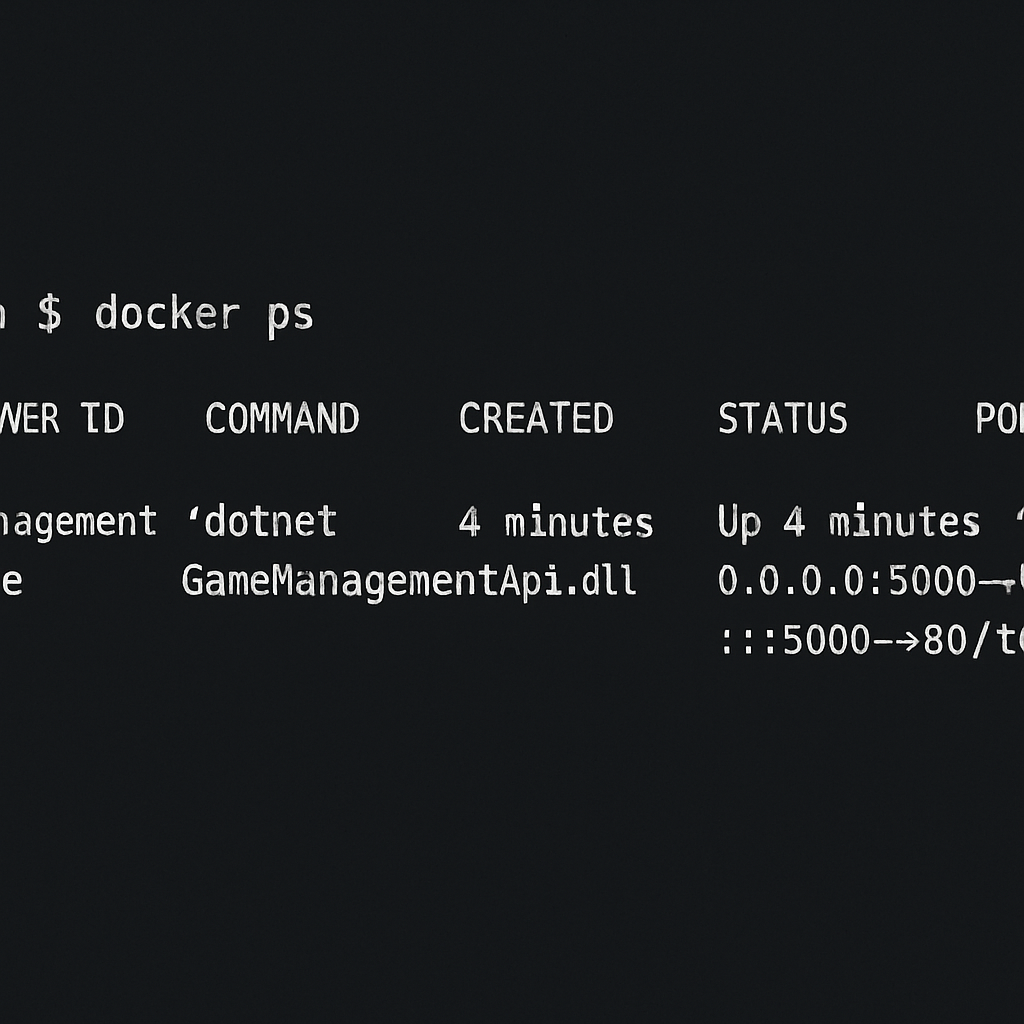 $ docker ps
WER ID COMMAND CREATED STATUS
nagement ‘dotnet 4 minutes Up 4 minutes
e GameManagementApi.dll 0.0.0.0:5000
:::5000-→80/t